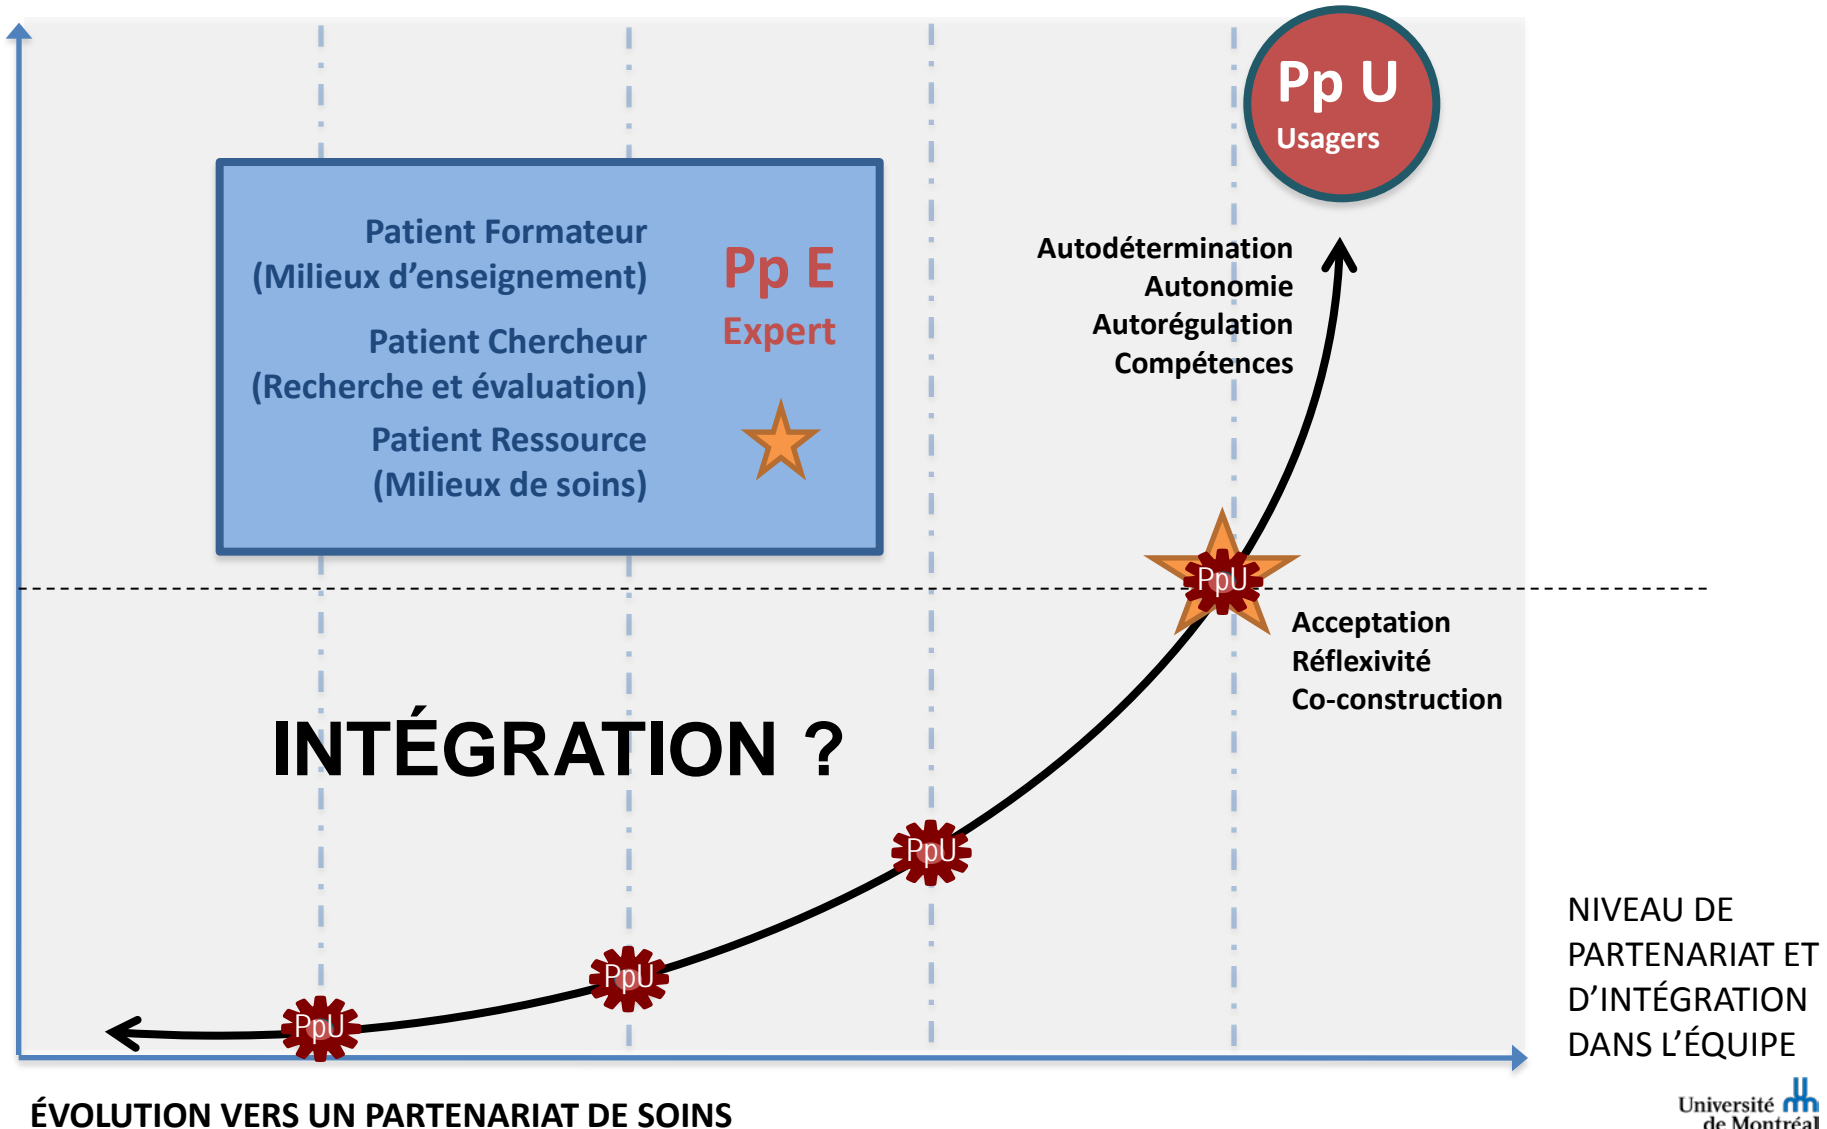 Pp U
Usagers
Patient Formateur
(Milieux d'enseignement)
Patient Chercheur
(Recherche et évaluation)
Patient Ressource
(Milieux de soins)
Pp E
Expert
Autodétermination
Autonomie
Autorégulation
Compétences
PpU
Acceptation
Réflexivité
Co-construction
INTÉGRATION ?
PpU
PpU
PpU
NIVEAU DE
PARTENARIAT ET
D'INTÉGRATION
DANS L'ÉQUIPE
ÉVOLUTION VERS UN PARTENARIAT DE SOINS
Université
de Montréal